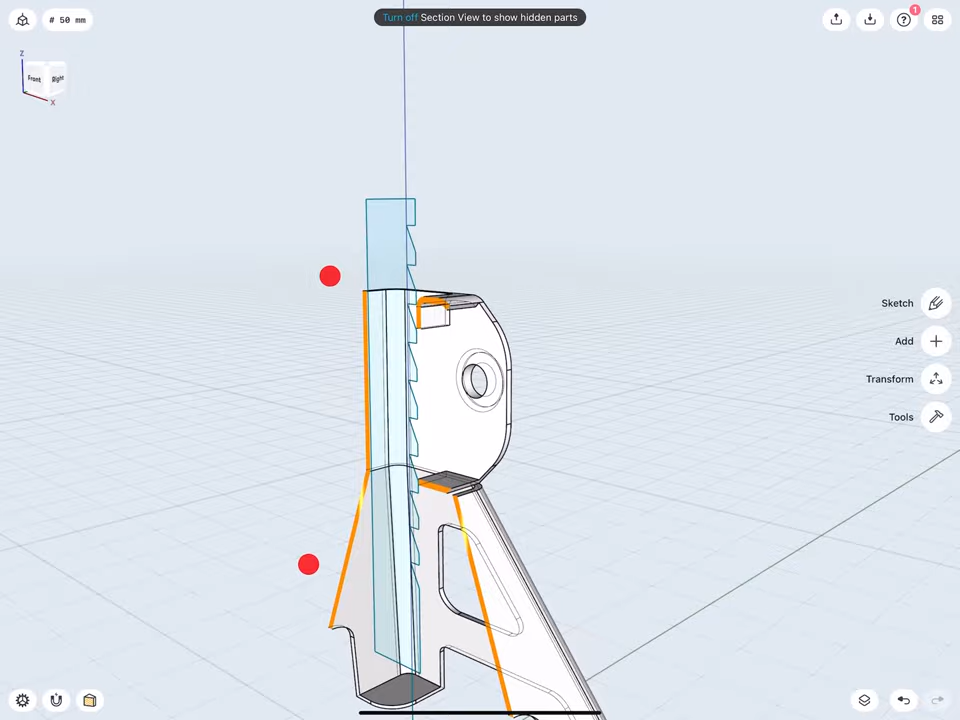 # 50 mm
Turn off Section View to show hidden parts
1
Z
Front
Right
X
Sketch
Add
Transform
Tools